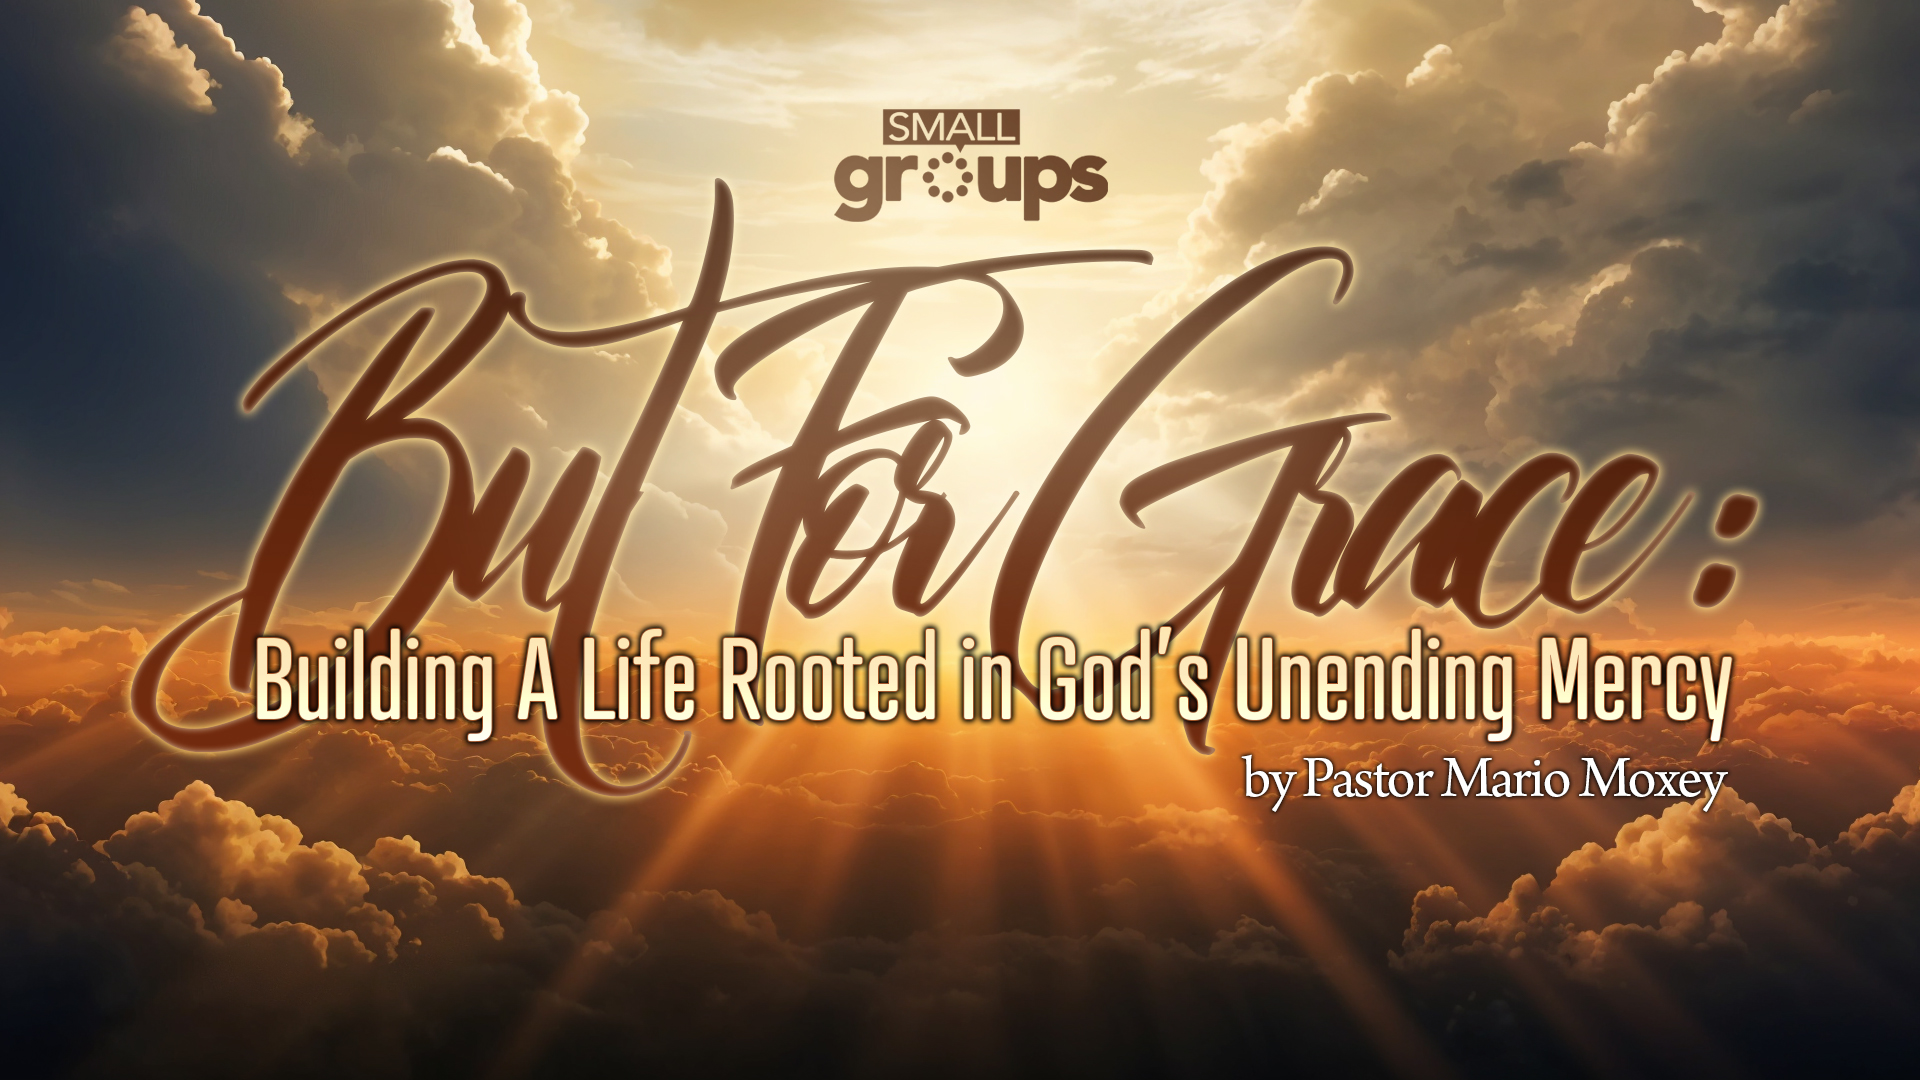 SMALL
groups
But For Grace:
Building A Life Rooted in God's Unending Mercy
by Pastor Mario Moxey